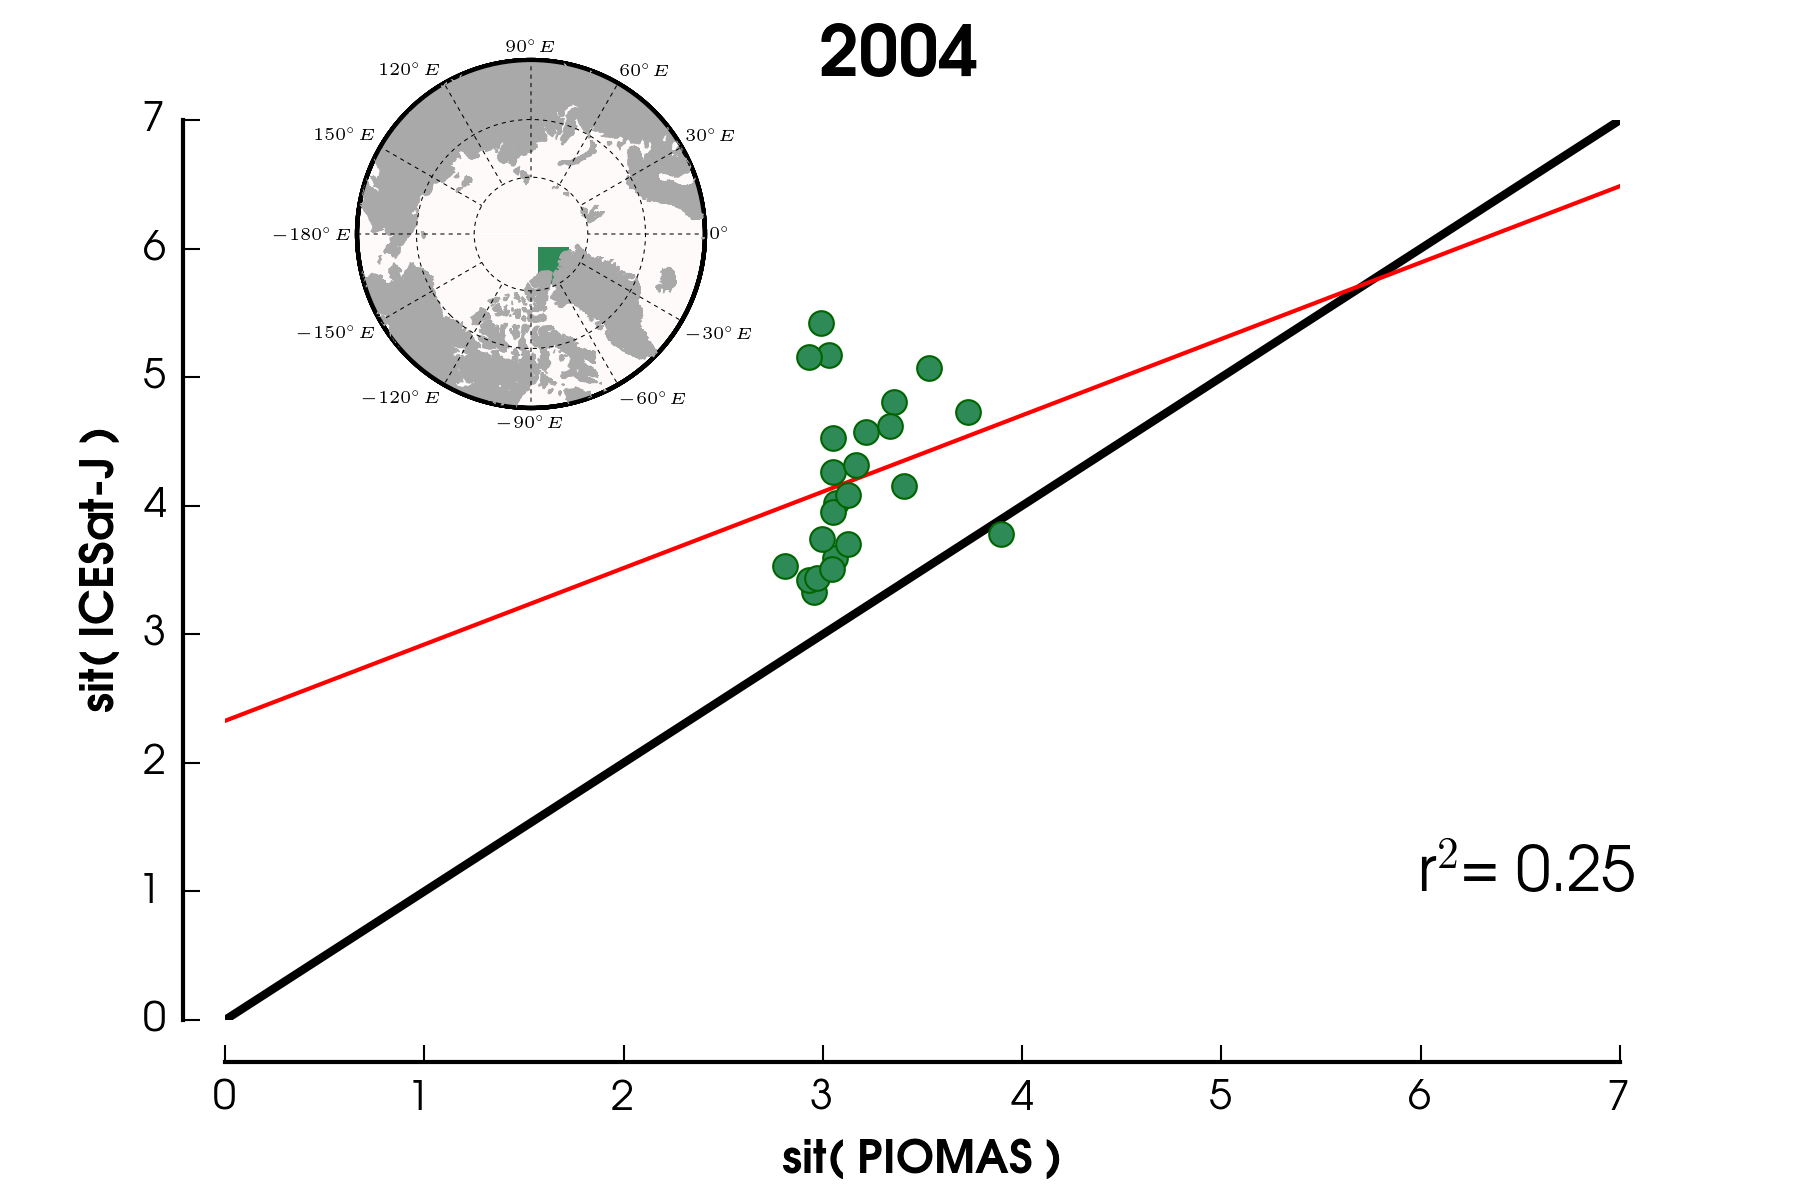 2004
90° E
120° E
60° E
150° E
30° E
−180° E
0°
−150° E
−30° E
−120° E
−60° E
−90° E
7
6
5
4
3
2
1
0
sit( ICESat-J )
r²= 0.25
0 1 2 3 4 5 6 7
sit( PIOMAS )